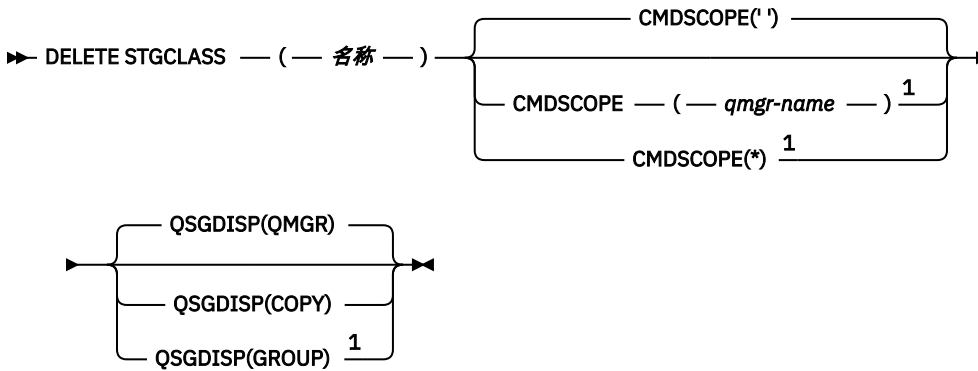 CMDSCOPE(' ')
DELETE STGCLASS ( 名称 )
CMDSCOPE ( qmgr-name ) 1
CMDSCOPE(*) 1
QSGDISP(QMGR)
QSGDISP(COPY)
QSGDISP(GROUP) 1